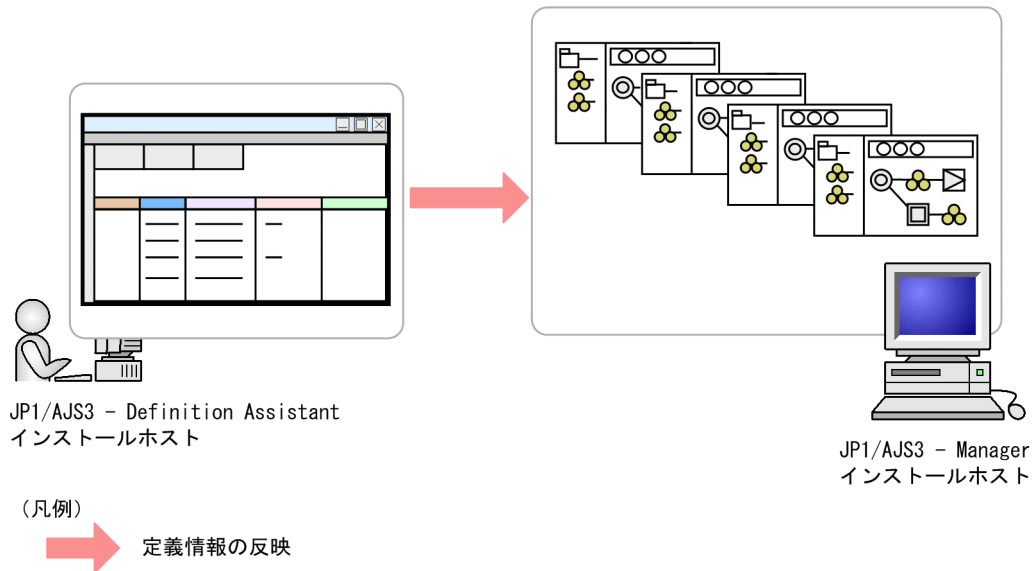 JP1/AJS3 - Definition Assistant
インストールホスト
JP1/AJS3 - Manager
インストールホスト
（凡例）
定義情報の反映